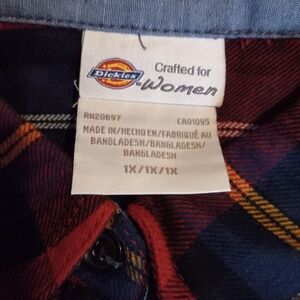 Dickies
Crafted for
Women
RN20697 CA01095
MADE IN/HECHO EN/FABRIQUÉ AU
BANGLADESH/BANGLADESH/
BANGLADESH
1X/1X/1X